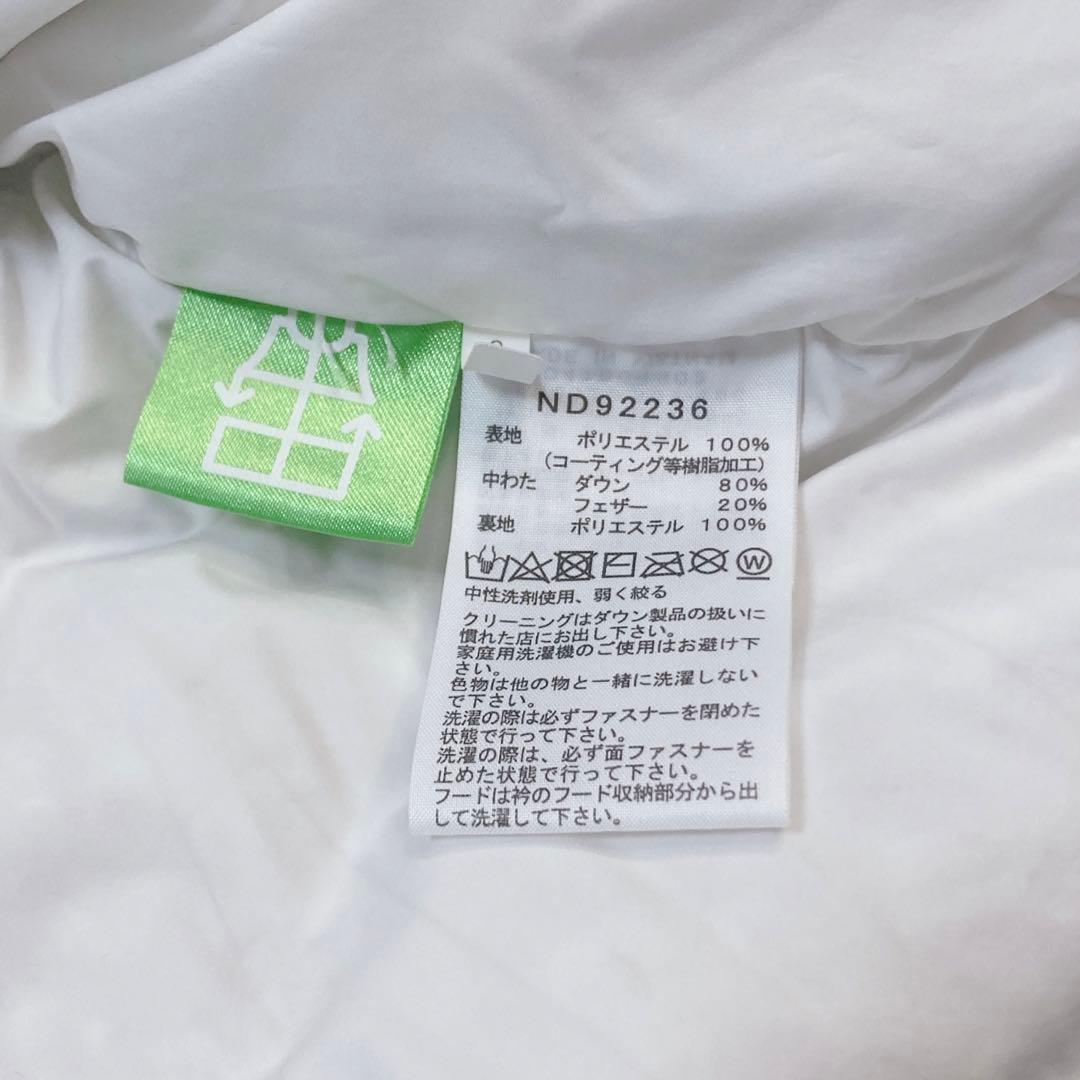 ND92236
表地 ポリエステル 100%
(コーティング等樹脂加工)
中わた ダウン 80%
フェザー 20%
裏地 ポリエステル 100%
W
中性洗剤使用、弱く絞る
クリーニングはダウン製品の扱いに
慣れた店にお出し下さい。
家庭用洗濯機のご使用はお避け下
さい。
色物は他の物と一緒に洗濯しない
で下さい。
洗濯の際は必ずファスナーを閉めた
状態で行って下さい。
洗濯の際は、必ず面ファスナーを
止めた状態で行って下さい。
フードは衿のフード収納部分から出
して洗濯して下さい。